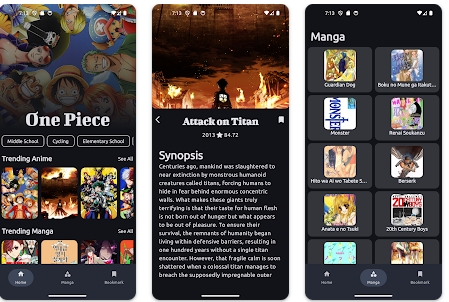 7:13
One Piece
Middle School
Cycling
Elementary School
Trending Anime
See All
Trending Manga
See All
Home
Manga
Bookmark
7:13
Attack on Titan
2013 ★ 84.72
Synopsis
Centuries ago, mankind was slaughtered to
near extinction by monstrous humanoid
creatures called titans, forcing humans to
hide in fear behind enormous concentric
walls. What makes these giants truly
terrifying is that their taste for human flesh
is not born out of hunger but what appears
to be out of pleasure. To ensure their
survival, the remnants of humanity began
living within defensive barriers, resulting in
one hundred years without a single titan
encounter. However, that fragile calm is soon
shattered when a colossal titan manages to
breach the supposedly impregnable outer
7:13
Manga
Guardian Dog
Boku no Mune ga Itakut...
MONSTER
Monster
Renai Soukanzu
Hito wa AI wo Tabete S...
Berserk
Anata e no Tsuki
20th Century Boys
Home
Manga
Bookmark